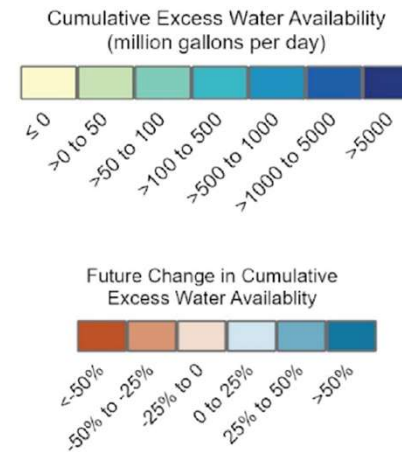 Cumulative Excess Water Availability
(million gallons per day)
≤ 0
>0 to 50
>50 to 100
>100 to 500
>500 to 1000
>1000 to 5000
>5000
Future Change in Cumulative
Excess Water Availablity
<-50%
-50% to -25%
-25% to 0
0 to 25%
25% to 50%
>50%